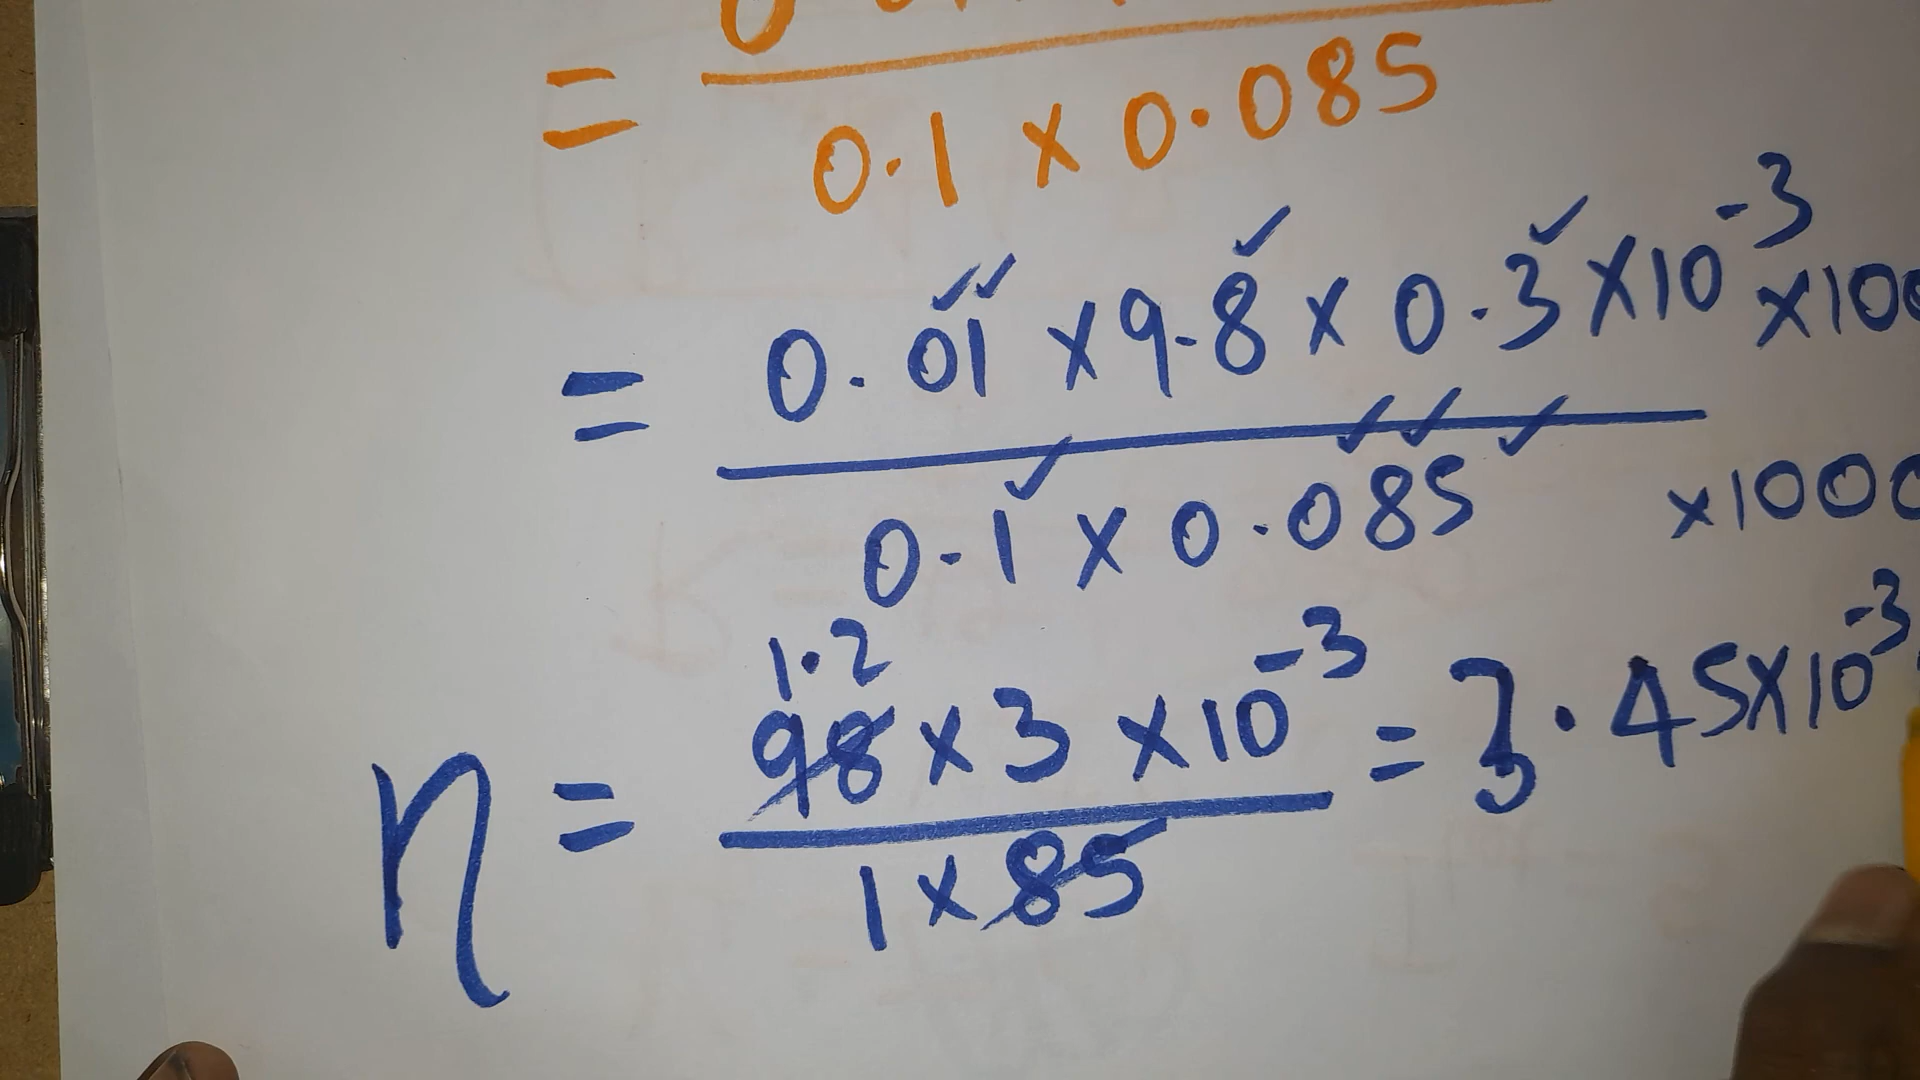 =
0.1 x 0.085
= 0.01 x 9.8 x 0.3 x 10⁻³ x 100
0.1 x 0.085 x 1000
1.2
η = 98 x 3 x 10⁻³ = 3.45 x 10⁻³
1 x 85